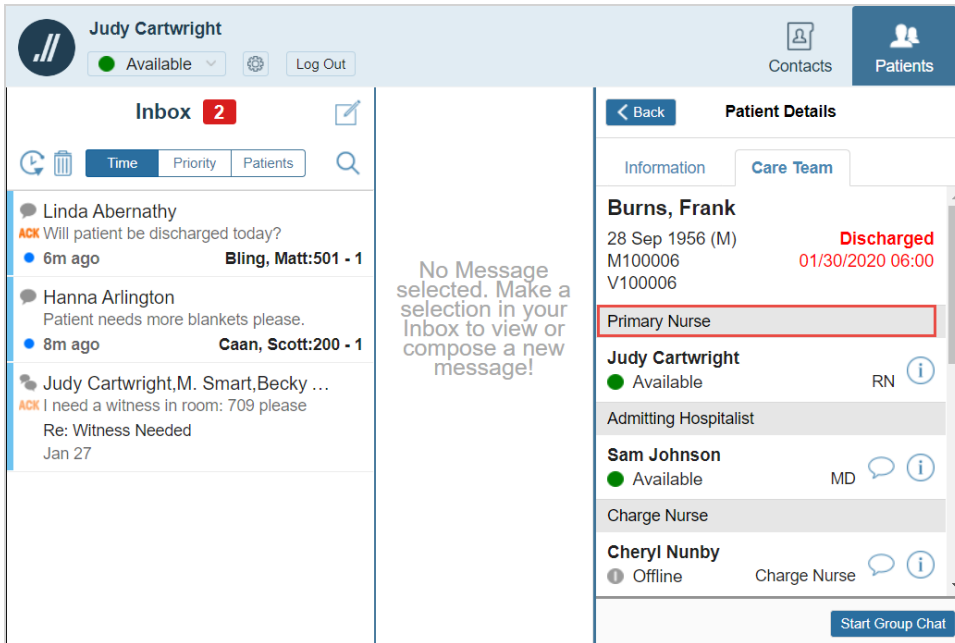 Judy Cartwright
Available
Log Out
Contacts
Patients
Inbox 2
Time Priority Patients
Linda Abernathy
ACK Will patient be discharged today?
6m ago Bling, Matt:501 - 1
Hanna Arlington
Patient needs more blankets please.
8m ago Caan, Scott:200 - 1
Judy Cartwright,M. Smart,Becky ...
ACK I need a witness in room: 709 please
Re: Witness Needed
Jan 27
No Message
selected. Make a
selection in your
Inbox to view or
compose a new
message!
Back Patient Details
Information Care Team
Burns, Frank
28 Sep 1956 (M) Discharged
M100006 01/30/2020 06:00
V100006
Primary Nurse
Judy Cartwright
Available RN
Admitting Hospitalist
Sam Johnson
Available MD
Charge Nurse
Cheryl Nunby
Offline Charge Nurse
Start Group Chat